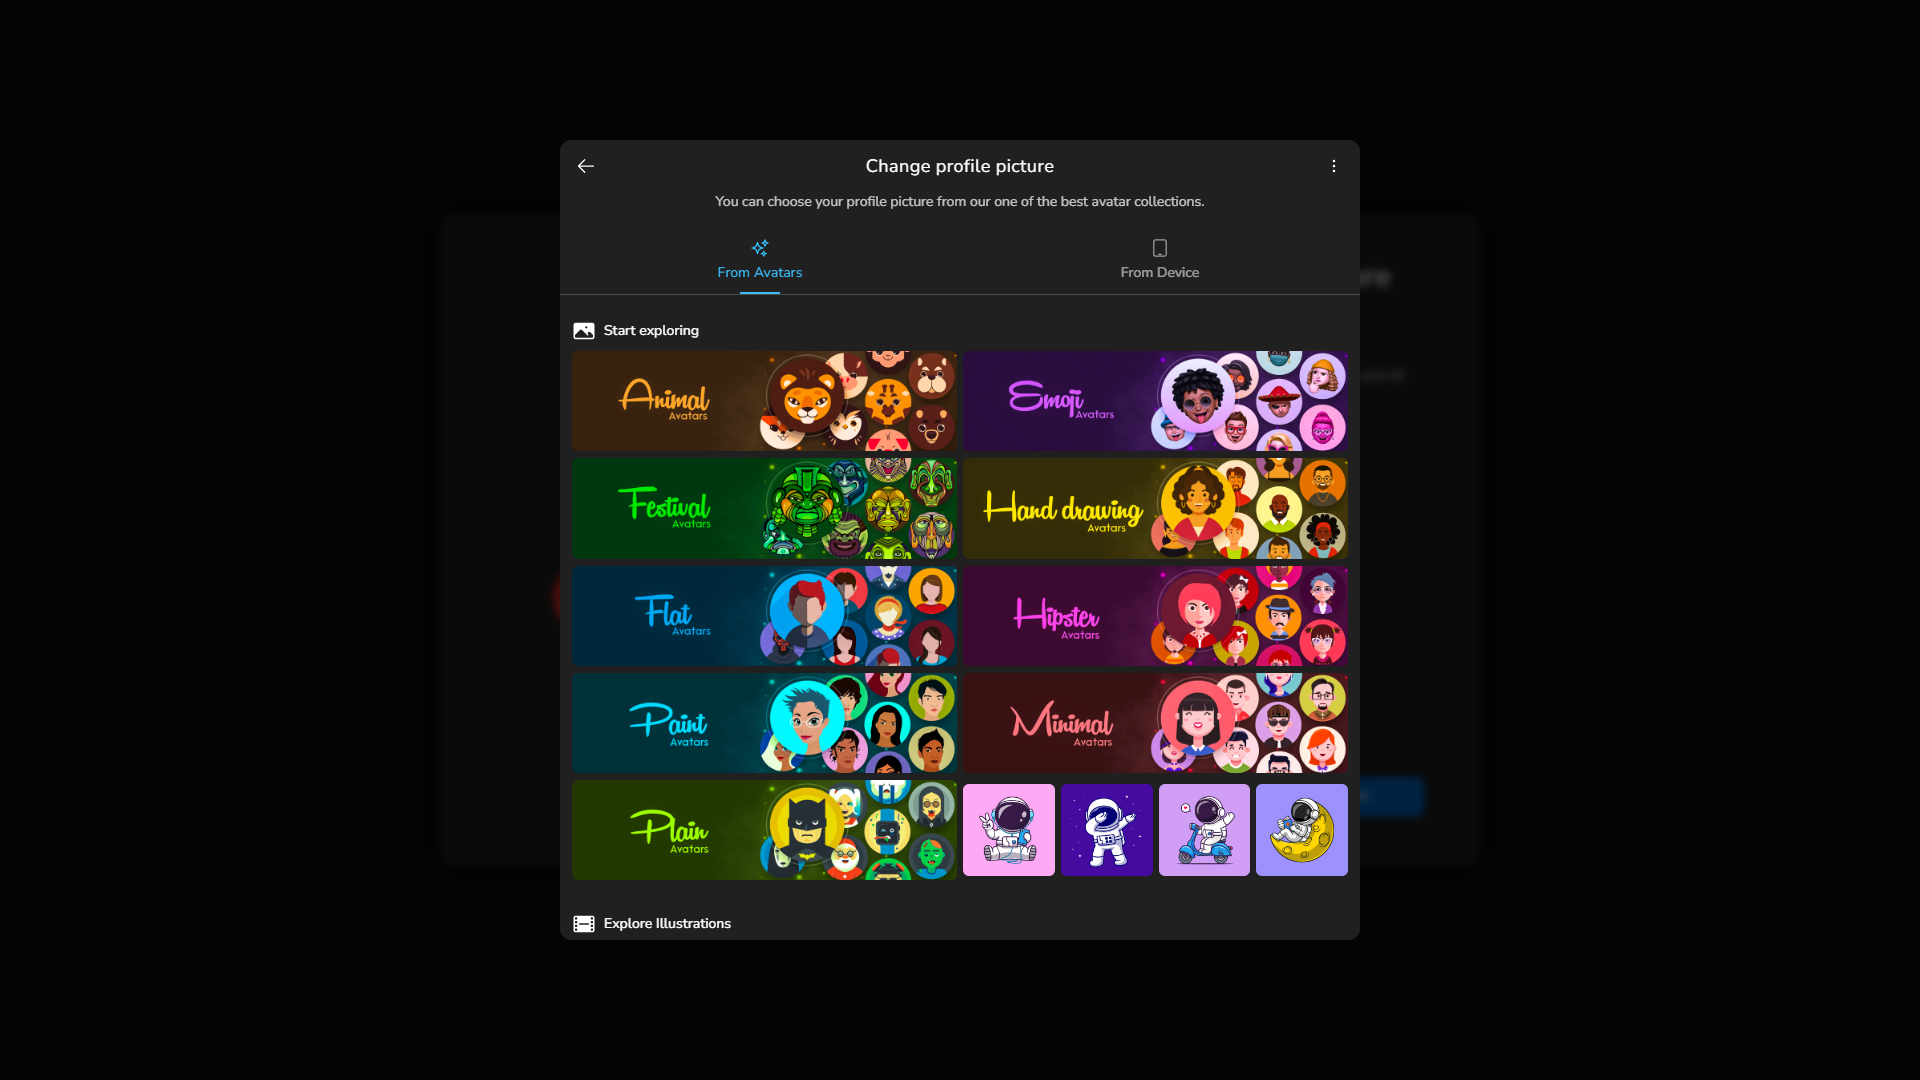 Change profile picture
You can choose your profile picture from our one of the best avatar collections.
From Avatars
From Device
Start exploring
Animal
Avatars
Emoji
Avatars
Festival
Avatars
Hand drawing
Avatars
Flat
Avatars
Hipster
Avatars
Paint
Avatars
Minimal
Avatars
Plain
Avatars
Explore Illustrations